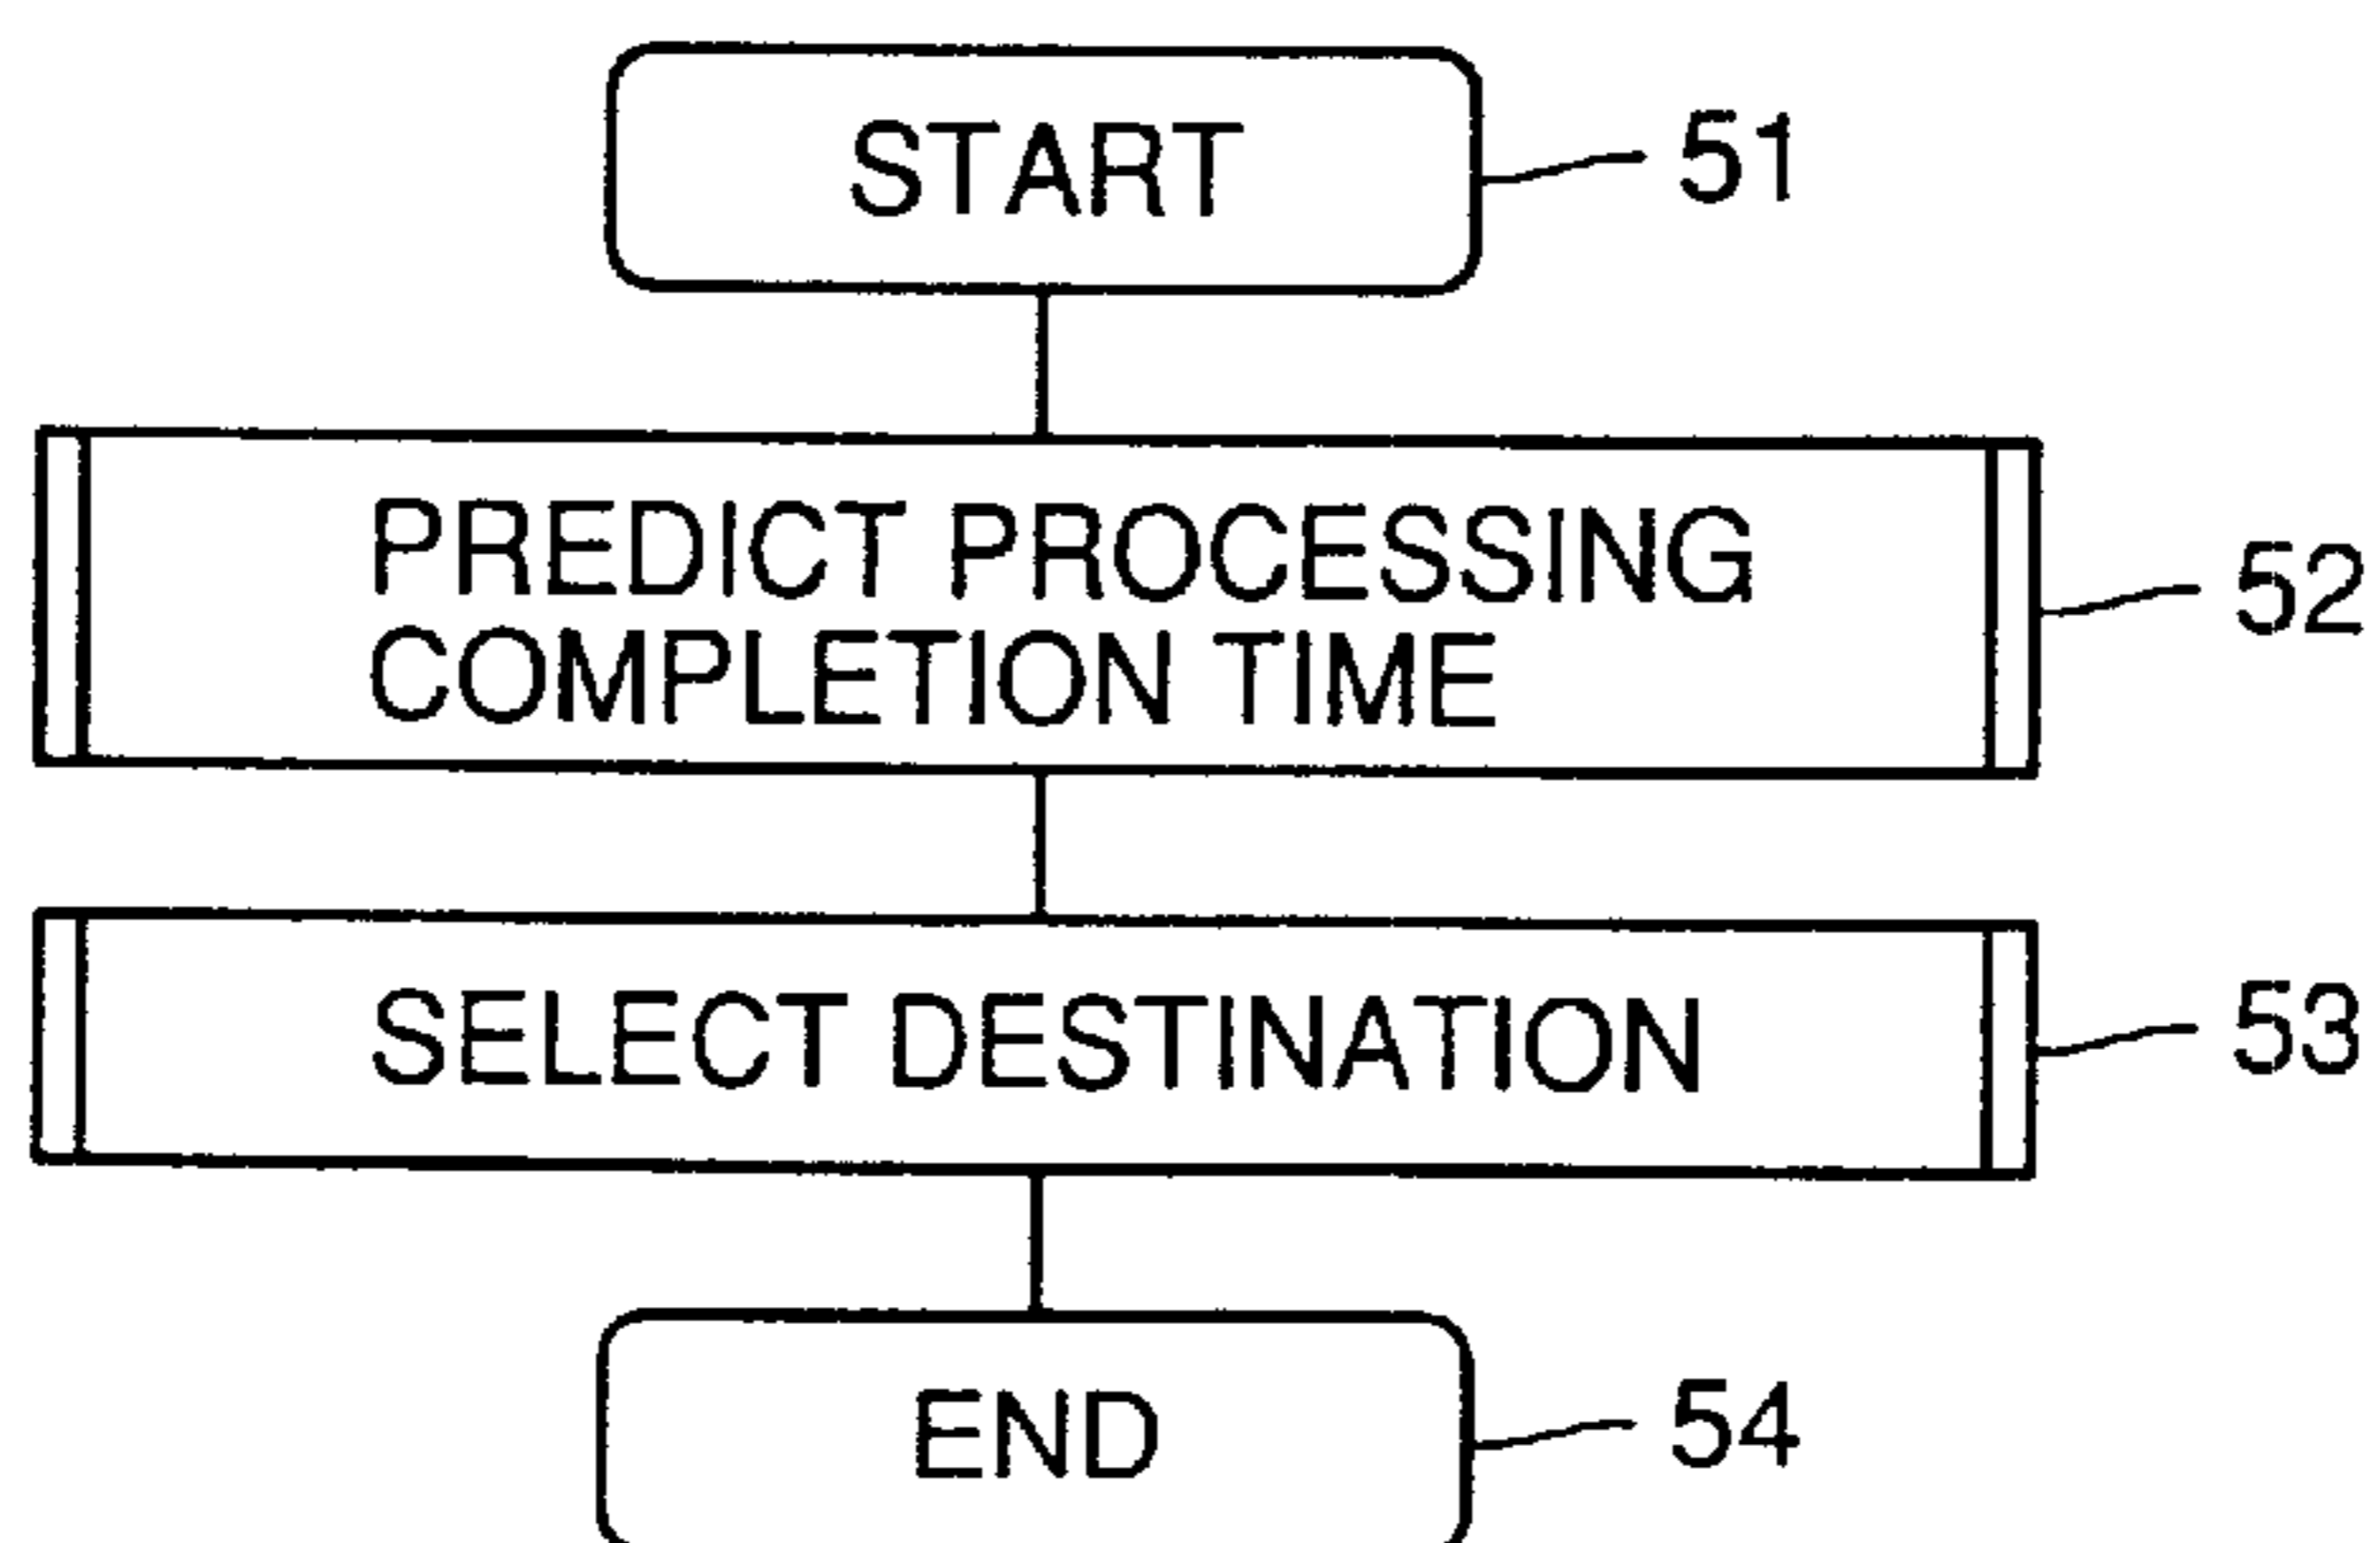 START
51
PREDICT PROCESSING
COMPLETION TIME
52
SELECT DESTINATION
53
END
54